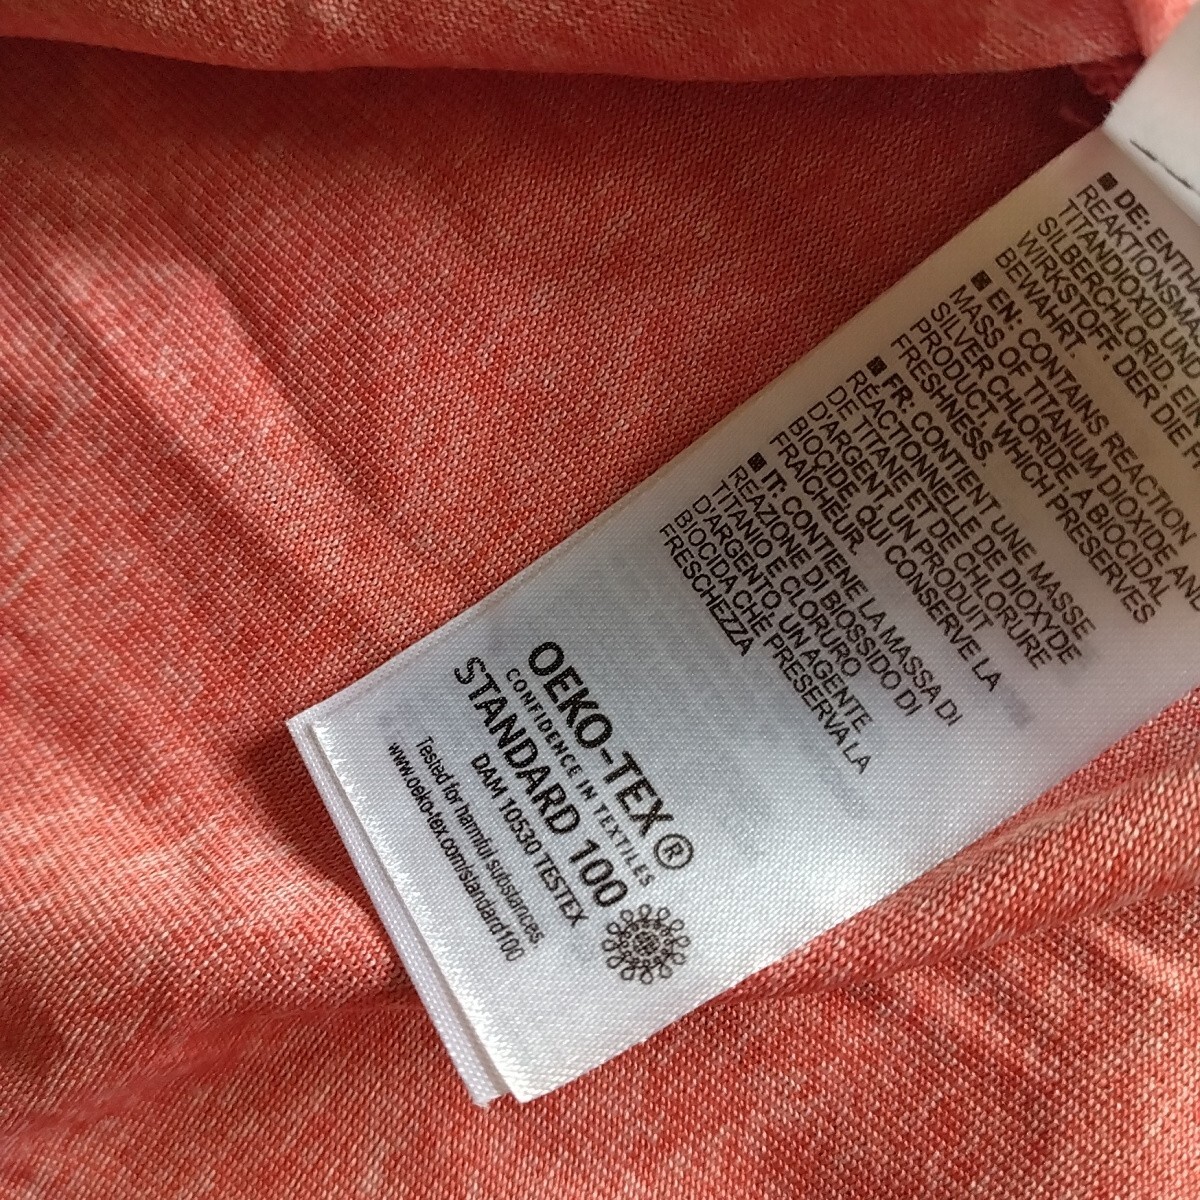 ■ DE: ENTHÄ
REAKTIONSMA
TITANDIOXID UND
SILBERCHLORID, EIN
WIRKSTOFF, DER DIE F
BEWAHRT.
■ EN: CONTAINS REACTION
MASS OF TITANIUM DIOXIDE AND
SILVER CHLORIDE, A BIOCIDAL
PRODUCT, WHICH PRESERVES
FRESHNESS.
■ FR: CONTIENT UNE MASSE
RÉACTIONNELLE DE DIOXYDE
DE TITANE ET DE CHLORURE
D'ARGENT, UN PRODUIT
BIOCIDE, QUI CONSERVE LA
FRAÎCHEUR.
■ IT: CONTIENE LA MASSA DI
REAZIONE DI BIOSSIDO DI
TITANIO E CLORURO
D'ARGENTO, UN AGENTE
BIOCIDA CHE PRESERVA LA
FRESCHEZZA
OEKO-TEX®
CONFIDENCE IN TEXTILES
STANDARD 100
DAM 10530 TESTEX
Tested for harmful substances.
www.oeko-tex.com/standard100